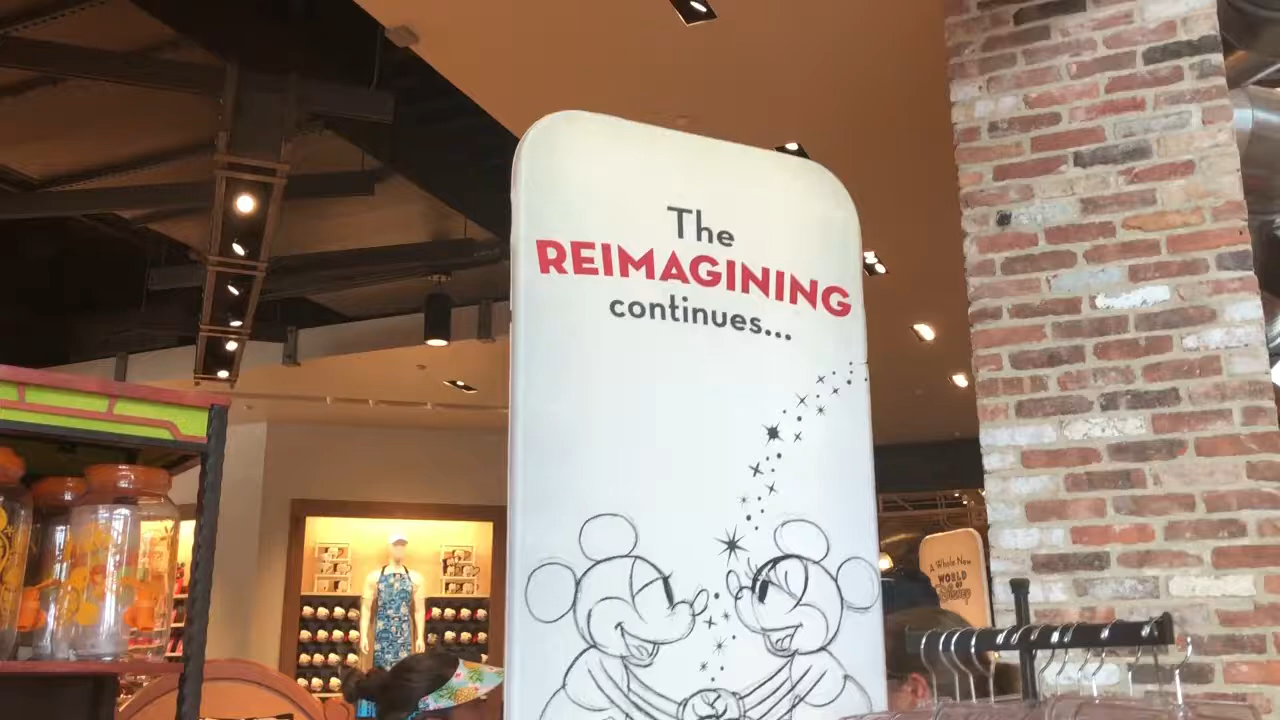 The
REIMAGINING
continues...
A Whole New
WORLD
of
Disney